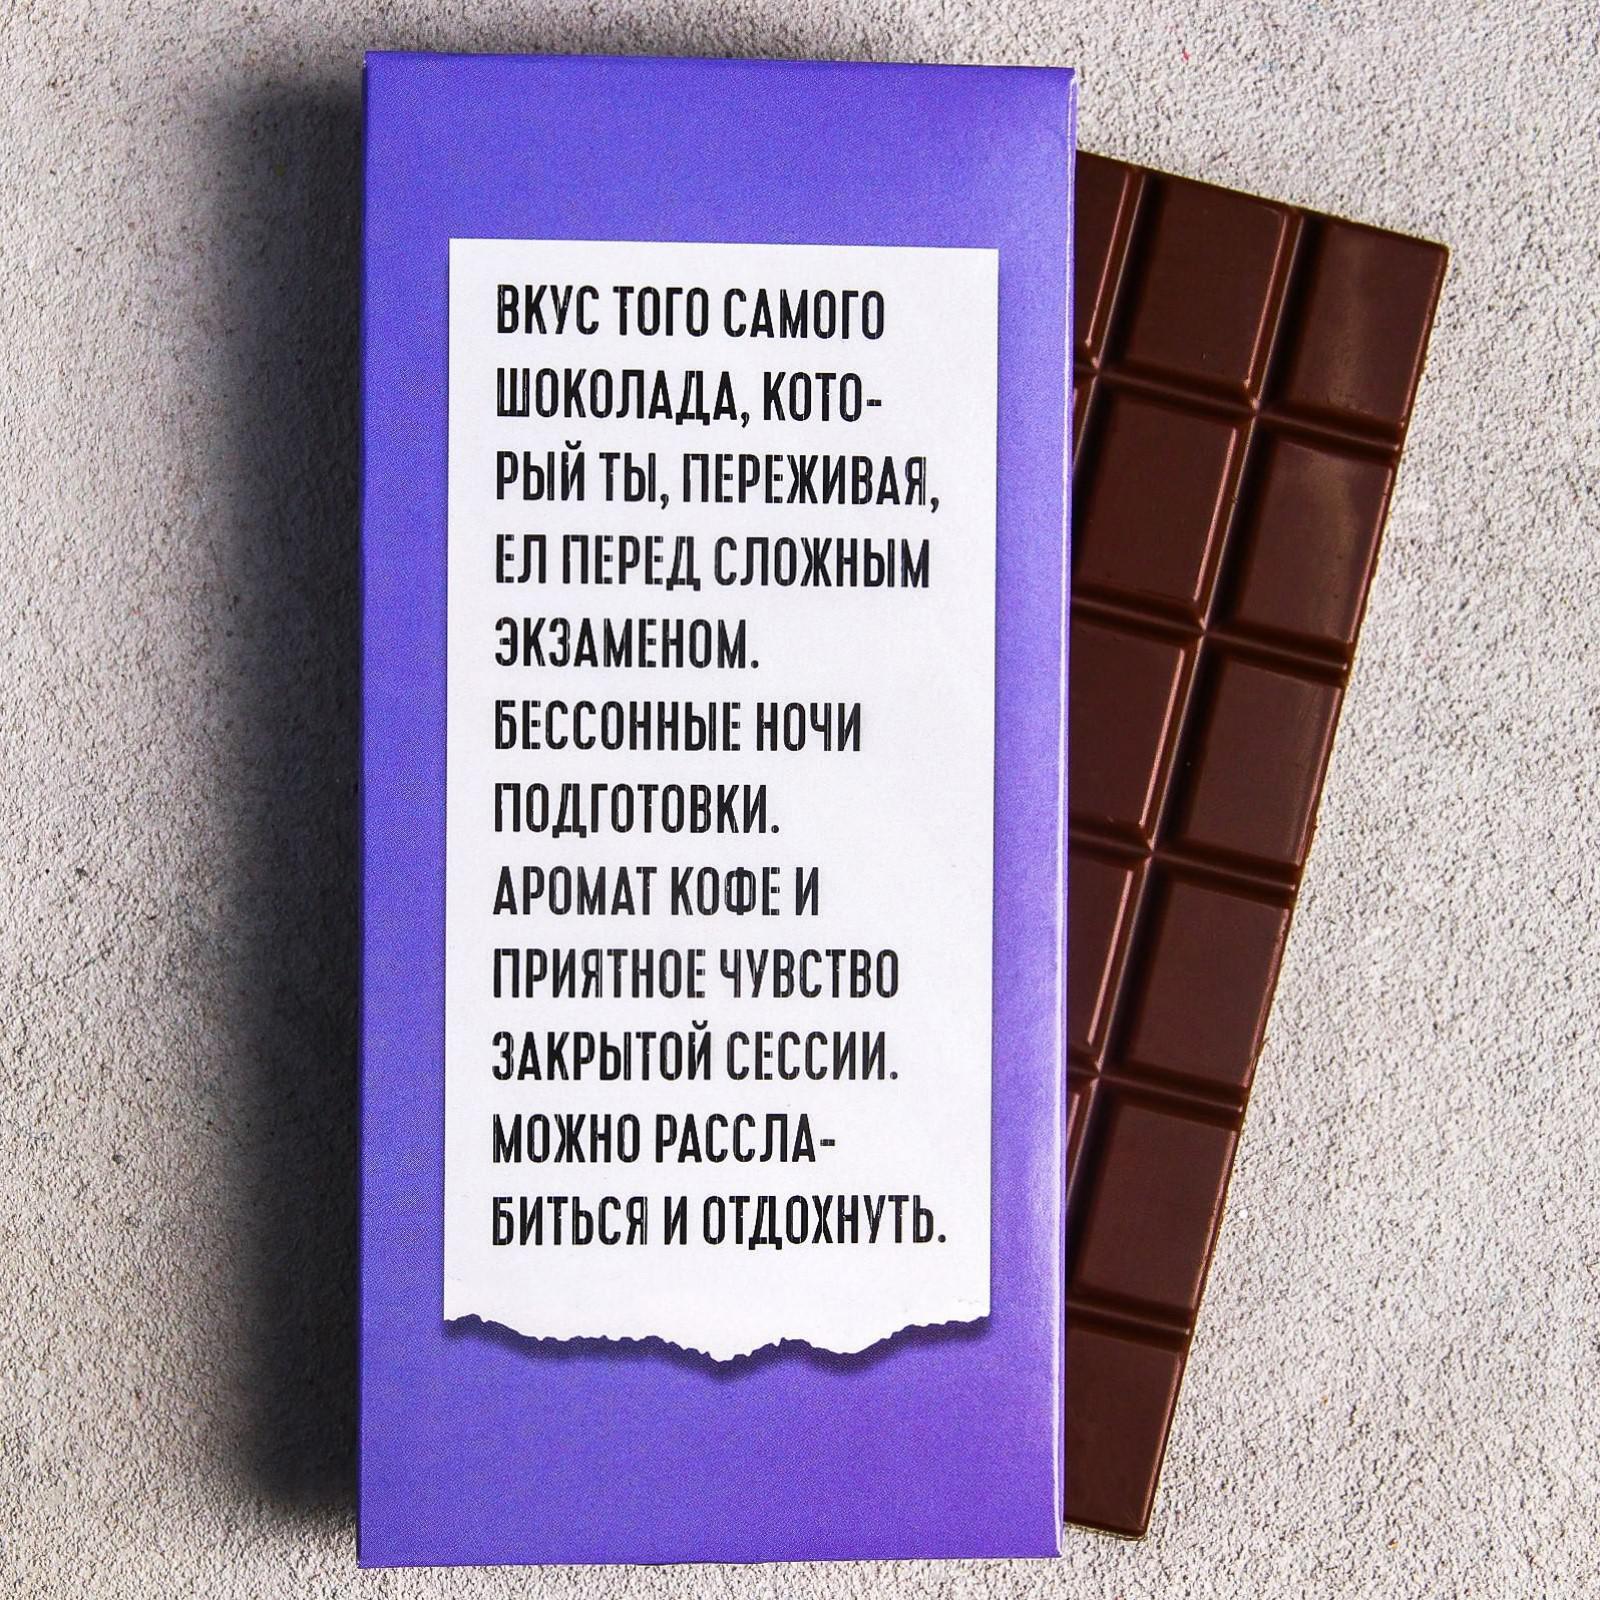 ВКУС ТОГО САМОГО
ШОКОЛАДА, КОТО-
РЫЙ ТЫ, ПЕРЕЖИВАЯ,
ЕЛ ПЕРЕД СЛОЖНЫМ
ЭКЗАМЕНОМ.
БЕССОННЫЕ НОЧИ
ПОДГОТОВКИ.
АРОМАТ КОФЕ И
ПРИЯТНОЕ ЧУВСТВО
ЗАКРЫТОЙ СЕССИИ.
МОЖНО РАССЛА-
БИТЬСЯ И ОТДОХНУТЬ.